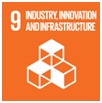 9 INDUSTRY, INNOVATION
AND INFRASTRUCTURE